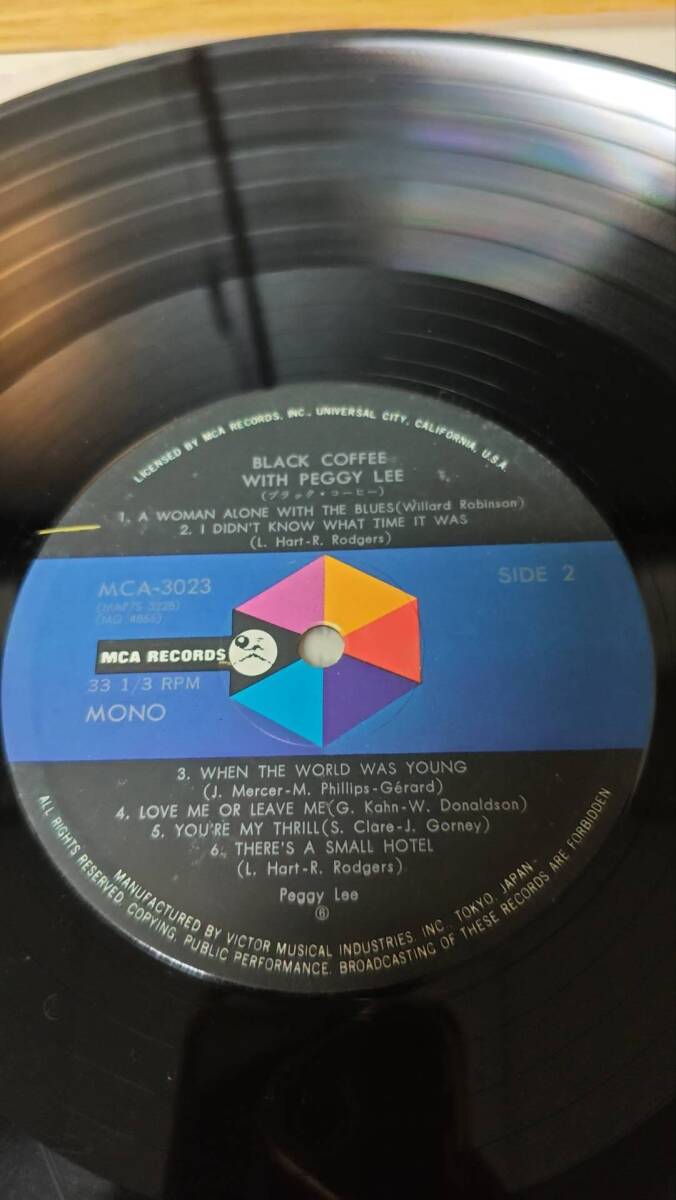 LICENSED BY MCA RECORDS, INC., UNIVERSAL CITY, CALIFORNIA, U.S.A.
BLACK COFFEE
WITH PEGGY LEE
(ブラック・コーヒー)
1. A WOMAN ALONE WITH THE BLUES(Willard Robinson)
2. I DIDN'T KNOW WHAT TIME IT WAS
(L. Hart-R. Rodgers)
MCA-3023
SIDE 2
MCA RECORDS
33 1/3 RPM
MONO
3. WHEN THE WORLD WAS YOUNG
(J. Mercer-M. Phillips-Gérard)
4. LOVE ME OR LEAVE ME(G. Kahn-W. Donaldson)
5. YOU'RE MY THRILL(S. Clare-J. Gorney)
6. THERE'S A SMALL HOTEL
(L. Hart-R. Rodgers)
Peggy Lee
⑥
MANUFACTURED BY VICTOR MUSICAL INDUSTRIES, INC. TOKYO, JAPAN.
ALL RIGHTS RESERVED. COPYING, PUBLIC PERFORMANCE, BROADCASTING OF THESE RECORDS ARE FORBIDDEN